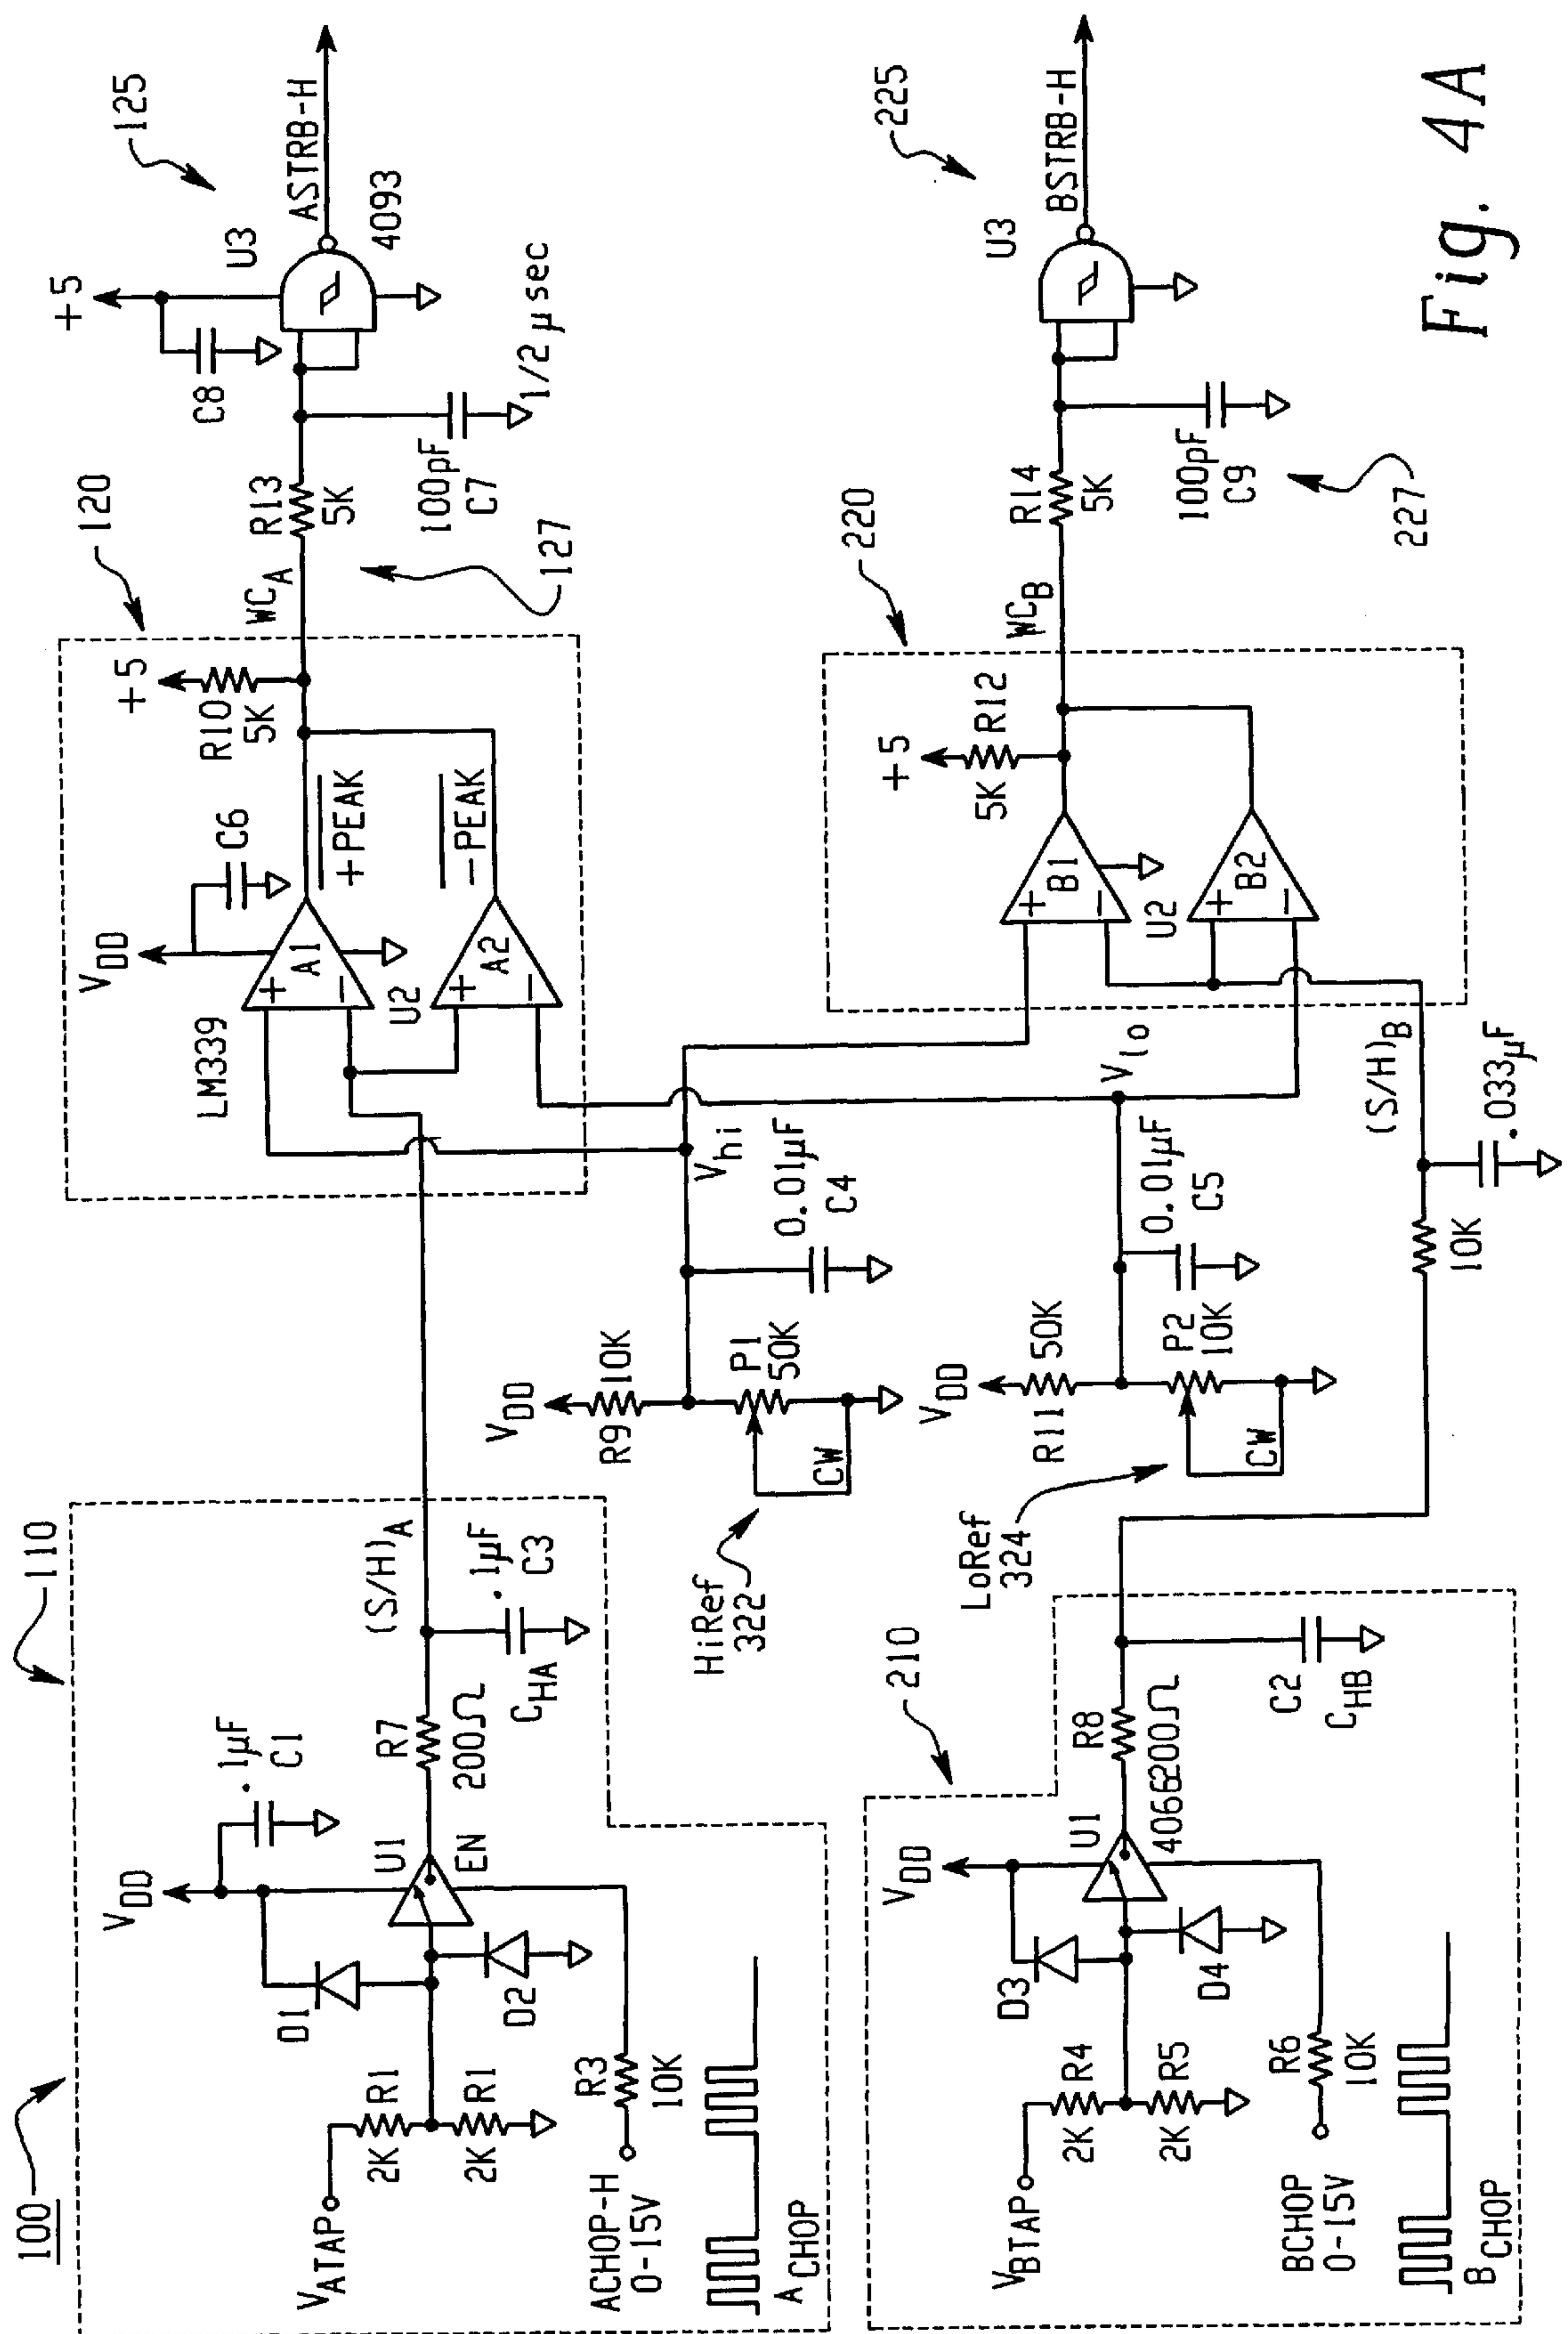 100
110
V_DD
.1µF
C1
D1
U1
EN
R7
200Ω
(S/H)_A
.1µF
C3
C_HA
V_ATAP
2K
R1
2K
R1
D2
ACHOP-H
0-15V
R3
10K
A_CHOP
HiRef
322
V_DD
R9
10K
P1
50K
CW
V_hi
0.01µF
C4
120
LM339
V_DD
C6
+
−
A1
U2
+
−
A2
+PEAK
−PEAK
+5
R10
5K
WC_A
127
R13
5K
100pF
C7
1/2 µsec
+5
C8
U3
4093
ASTRB-H
125
210
V_DD
D3
U1
4066
R8
200Ω
C2
C_HB
V_BTAP
2K
R4
2K
R5
D4
BCHOP
0-15V
R6
10K
B_CHOP
LoRef
324
V_DD
R11
50K
P2
10K
CW
0.01µF
C5
V_lo
10K
(S/H)_B
.033µF
220
+
−
B1
U2
+
−
B2
+5
5K
R12
WC_B
R14
5K
100pF
C9
227
U3
BSTRB-H
225
Fig. 4A